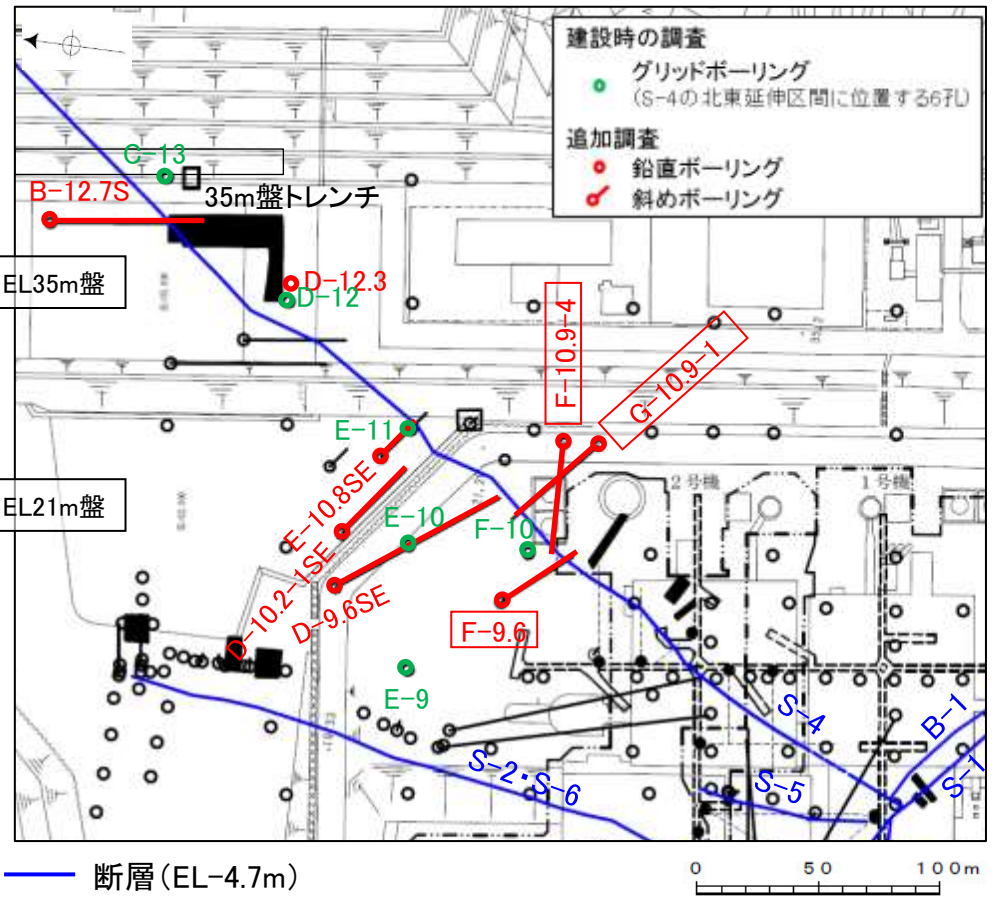 建設時の調査
グリッドボーリング
(S-4の北東延伸区間に位置する6孔)
追加調査
鉛直ボーリング
斜めボーリング
C-13
B-12.7S
35m盤トレンチ
EL35m盤
D-12.3
D-12
F-10.9-4
G-10.9-1
E-11
E-10.8SE
EL21m盤
2号機
1号機
E-10
F-10
D-10.2-1SE
D-9.6SE
F-9.6
E-9
S-4
B-1
S-2・S-6
S-5
S-1
断層(EL-4.7m)
0 50 100m